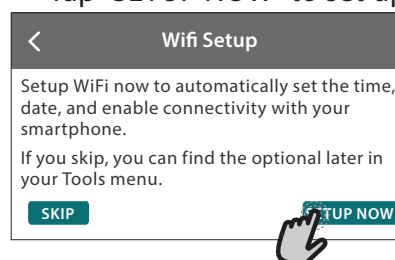 Wifi Setup
Setup WiFi now to automatically set the time,
date, and enable connectivity with your
smartphone.
If you skip, you can find the optional later in
your Tools menu.
SKIP
TUP NOW